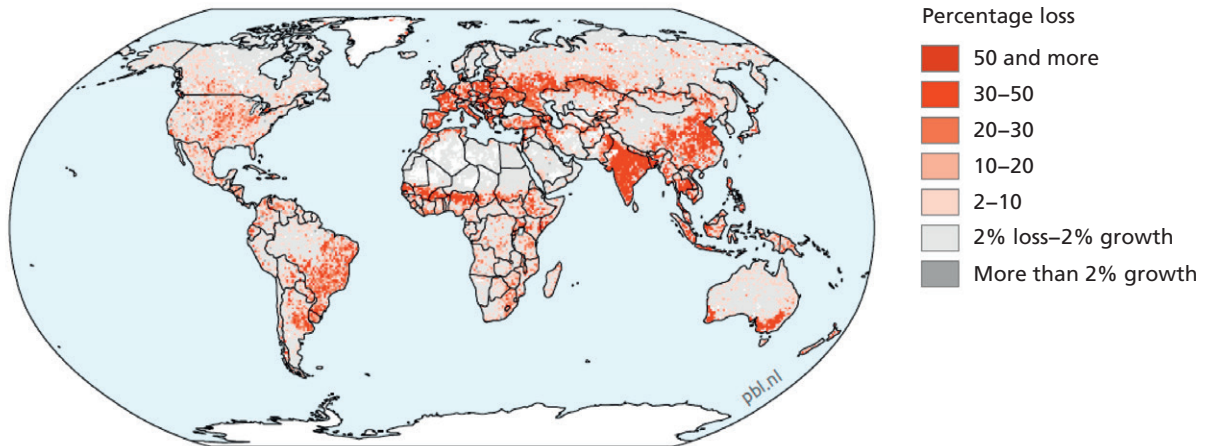 Percentage loss
50 and more
30–50
20–30
10–20
2–10
2% loss–2% growth
More than 2% growth
pbl.nl